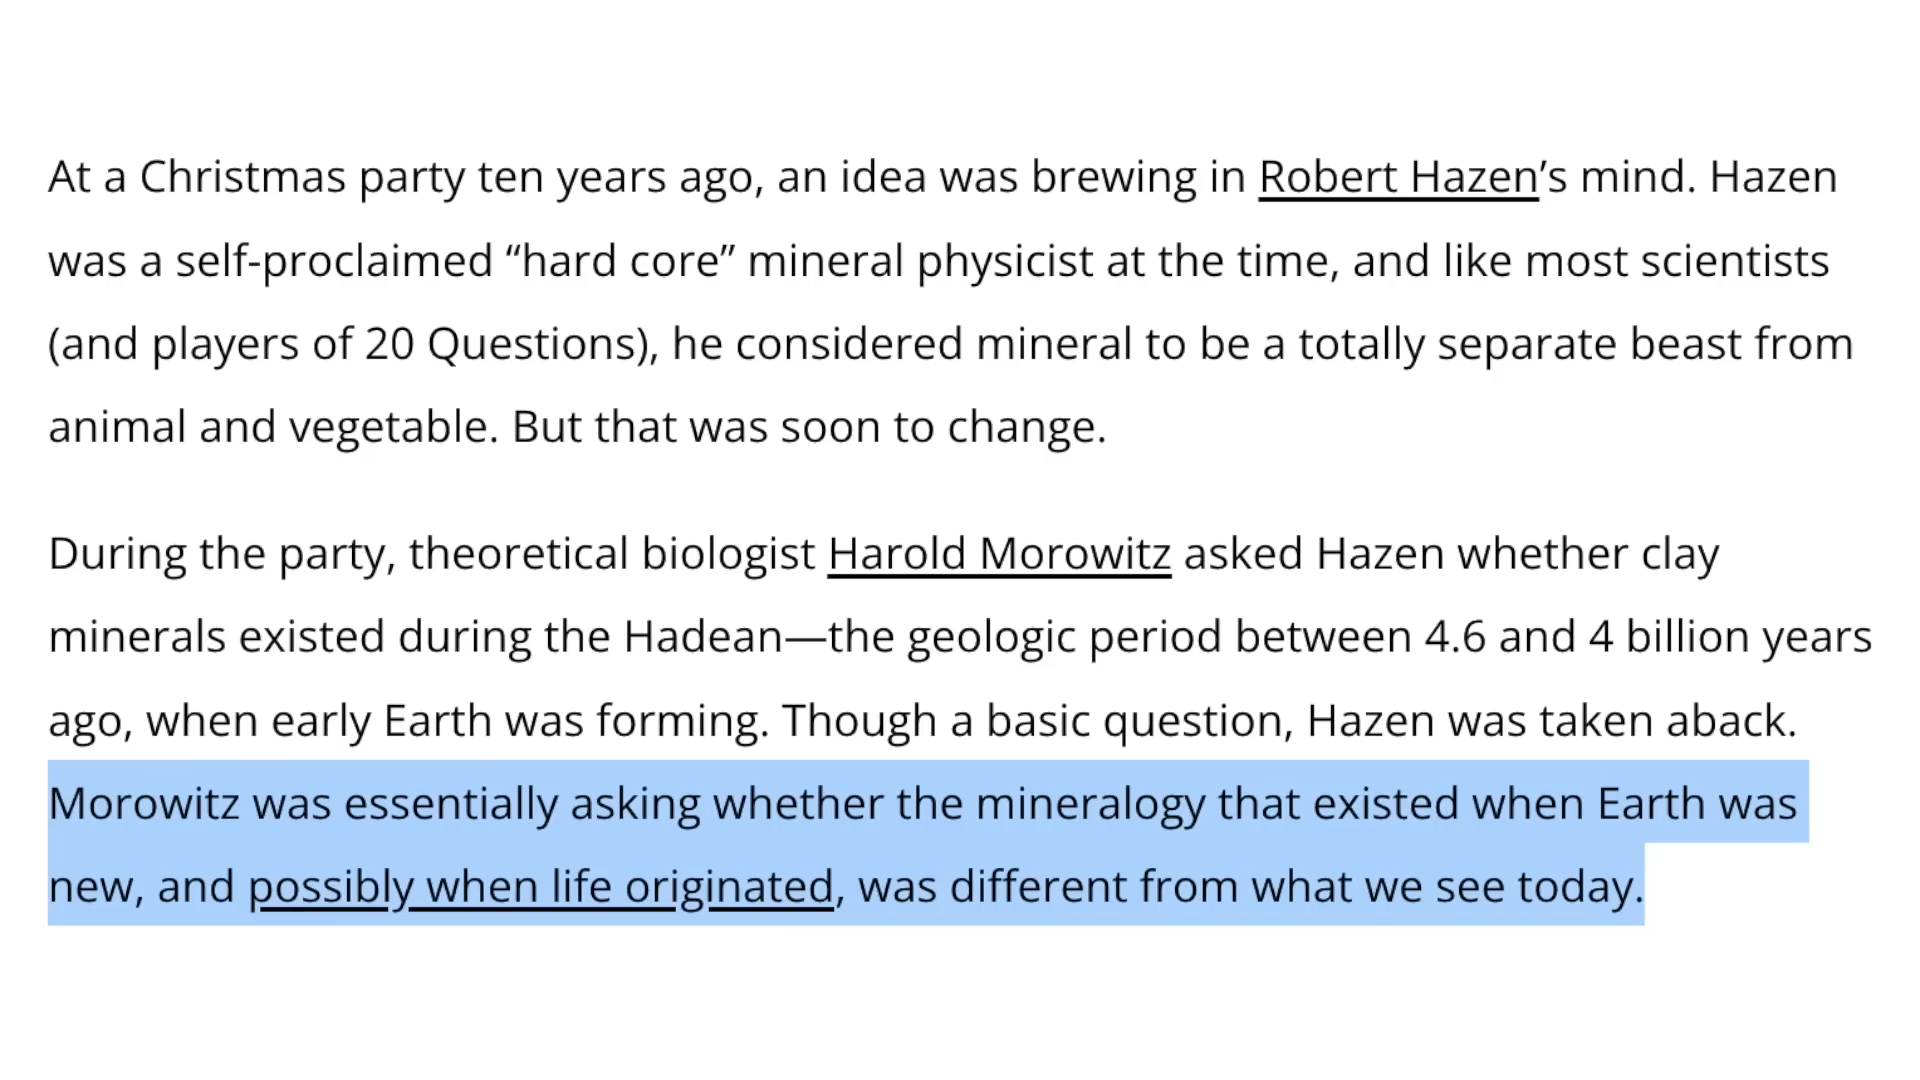 At a Christmas party ten years ago, an idea was brewing in Robert Hazen’s mind. Hazen
was a self-proclaimed “hard core” mineral physicist at the time, and like most scientists
(and players of 20 Questions), he considered mineral to be a totally separate beast from
animal and vegetable. But that was soon to change.
During the party, theoretical biologist Harold Morowitz asked Hazen whether clay
minerals existed during the Hadean—the geologic period between 4.6 and 4 billion years
ago, when early Earth was forming. Though a basic question, Hazen was taken aback.
Morowitz was essentially asking whether the mineralogy that existed when Earth was
new, and possibly when life originated, was different from what we see today.